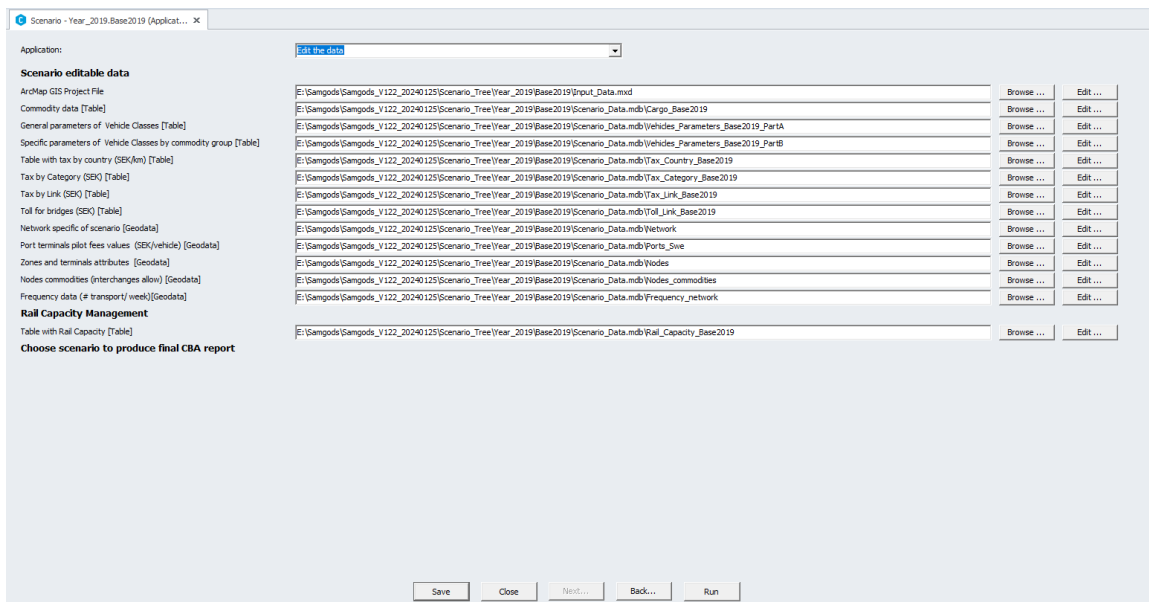 Scenario - Year_2019.Base2019 (Applicat... X
Application: Edit the data
Scenario editable data
ArcMap GIS Project File E:\Samgods\Samgods_V122_20240125\Scenario_Tree\Year_2019\Base2019\Input_Data.mxd Browse ... Edit ...
Commodity data [Table] E:\Samgods\Samgods_V122_20240125\Scenario_Tree\Year_2019\Base2019\Scenario_Data.mdb\Cargo_Base2019 Browse ... Edit ...
General parameters of Vehicle Classes [Table] E:\Samgods\Samgods_V122_20240125\Scenario_Tree\Year_2019\Base2019\Scenario_Data.mdb\Vehicles_Parameters_Base2019_PartA Browse ... Edit ...
Specific parameters of Vehicle Classes by commodity group [Table] E:\Samgods\Samgods_V122_20240125\Scenario_Tree\Year_2019\Base2019\Scenario_Data.mdb\Vehicles_Parameters_Base2019_PartB Browse ... Edit ...
Table with tax by country (SEK/km) [Table] E:\Samgods\Samgods_V122_20240125\Scenario_Tree\Year_2019\Base2019\Scenario_Data.mdb\Tax_Country_Base2019 Browse ... Edit ...
Tax by Category (SEK) [Table] E:\Samgods\Samgods_V122_20240125\Scenario_Tree\Year_2019\Base2019\Scenario_Data.mdb\Tax_Category_Base2019 Browse ... Edit ...
Tax by Link (SEK) [Table] E:\Samgods\Samgods_V122_20240125\Scenario_Tree\Year_2019\Base2019\Scenario_Data.mdb\Tax_Link_Base2019 Browse ... Edit ...
Toll for bridges (SEK) [Table] E:\Samgods\Samgods_V122_20240125\Scenario_Tree\Year_2019\Base2019\Scenario_Data.mdb\Toll_Link_Base2019 Browse ... Edit ...
Network specific of scenario [Geodata] E:\Samgods\Samgods_V122_20240125\Scenario_Tree\Year_2019\Base2019\Scenario_Data.mdb\Network Browse ... Edit ...
Port terminals pilot fees values (SEK/vehicle) [Geodata] E:\Samgods\Samgods_V122_20240125\Scenario_Tree\Year_2019\Base2019\Scenario_Data.mdb\Ports_Swe Browse ... Edit ...
Zones and terminals attributes [Geodata] E:\Samgods\Samgods_V122_20240125\Scenario_Tree\Year_2019\Base2019\Scenario_Data.mdb\Nodes Browse ... Edit ...
Nodes commodities (interchanges allow) [Geodata] E:\Samgods\Samgods_V122_20240125\Scenario_Tree\Year_2019\Base2019\Scenario_Data.mdb\Nodes_commodities Browse ... Edit ...
Frequency data (# transport/ week)[Geodata] E:\Samgods\Samgods_V122_20240125\Scenario_Tree\Year_2019\Base2019\Scenario_Data.mdb\Frequency_network Browse ... Edit ...
Rail Capacity Management
Table with Rail Capacity [Table] E:\Samgods\Samgods_V122_20240125\Scenario_Tree\Year_2019\Base2019\Scenario_Data.mdb\Rail_Capacity_Base2019 Browse ... Edit ...
Choose scenario to produce final CBA report
Save Close Next... Back... Run